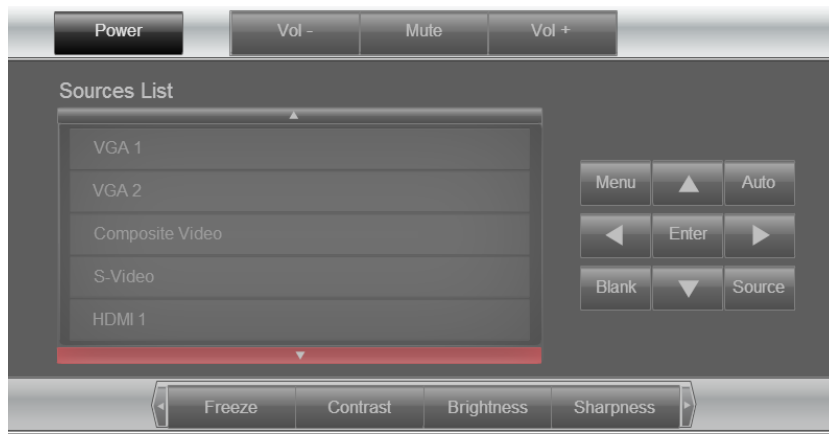 Power Vol - Mute Vol +
Sources List
VGA 1
VGA 2
Composite Video
S-Video
HDMI 1
Menu Auto
Enter
Blank Source
Freeze Contrast Brightness Sharpness